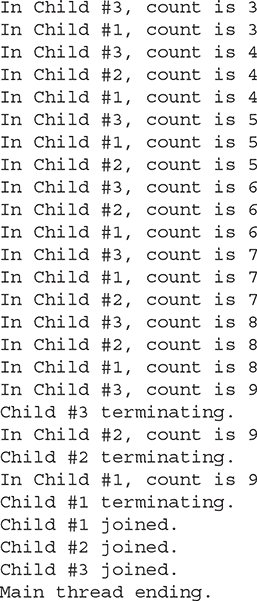 In Child #3, count is 3
In Child #1, count is 3
In Child #3, count is 4
In Child #2, count is 4
In Child #1, count is 4
In Child #3, count is 5
In Child #1, count is 5
In Child #2, count is 5
In Child #3, count is 6
In Child #2, count is 6
In Child #1, count is 6
In Child #3, count is 7
In Child #1, count is 7
In Child #2, count is 7
In Child #3, count is 8
In Child #2, count is 8
In Child #1, count is 8
In Child #3, count is 9
Child #3 terminating.
In Child #2, count is 9
Child #2 terminating.
In Child #1, count is 9
Child #1 terminating.
Child #1 joined.
Child #2 joined.
Child #3 joined.
Main thread ending.